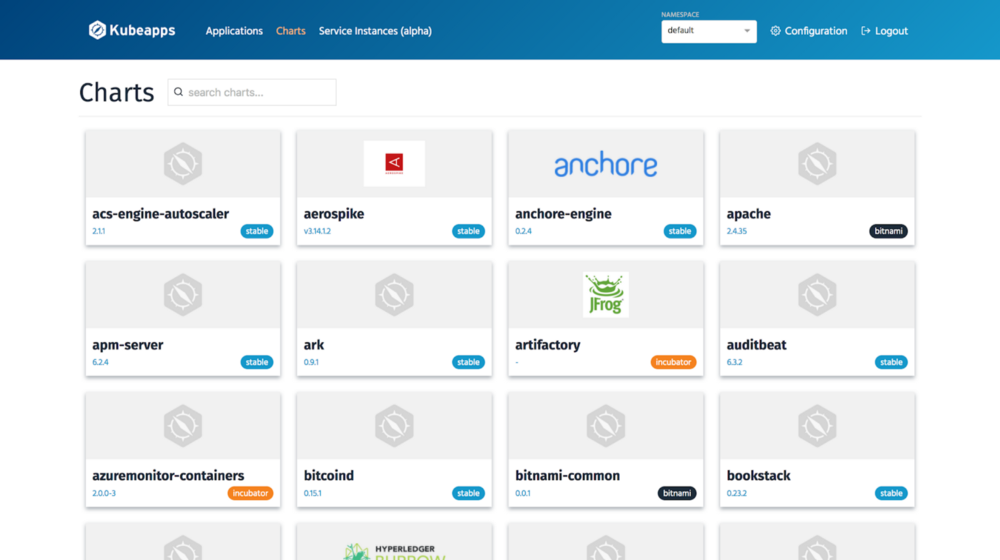 NAMESPACE
Kubeapps Applications Charts Service Instances (alpha) default Configuration Logout
Charts search charts...
anchore
acs-engine-autoscaler aerospike anchore-engine apache
2.1.1 stable v3.14.1.2 stable 0.2.4 stable 2.4.35 bitnami
JFrog
apm-server ark artifactory auditbeat
6.2.4 stable 0.9.1 stable - incubator 6.3.2 stable
azuremonitor-containers bitcoind bitnami-common bookstack
2.0.0-3 incubator 0.15.1 stable 0.0.1 bitnami 0.23.2 stable
HYPERLEDGER
BURROW